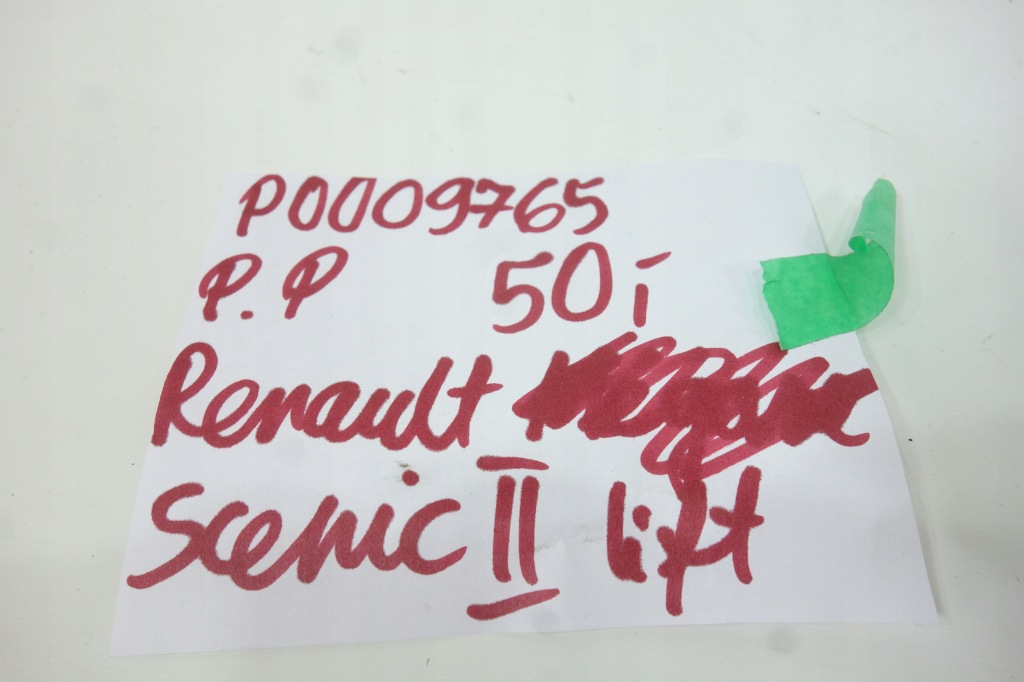 P0009765
P.P 50i
Renault
Scenic II lift